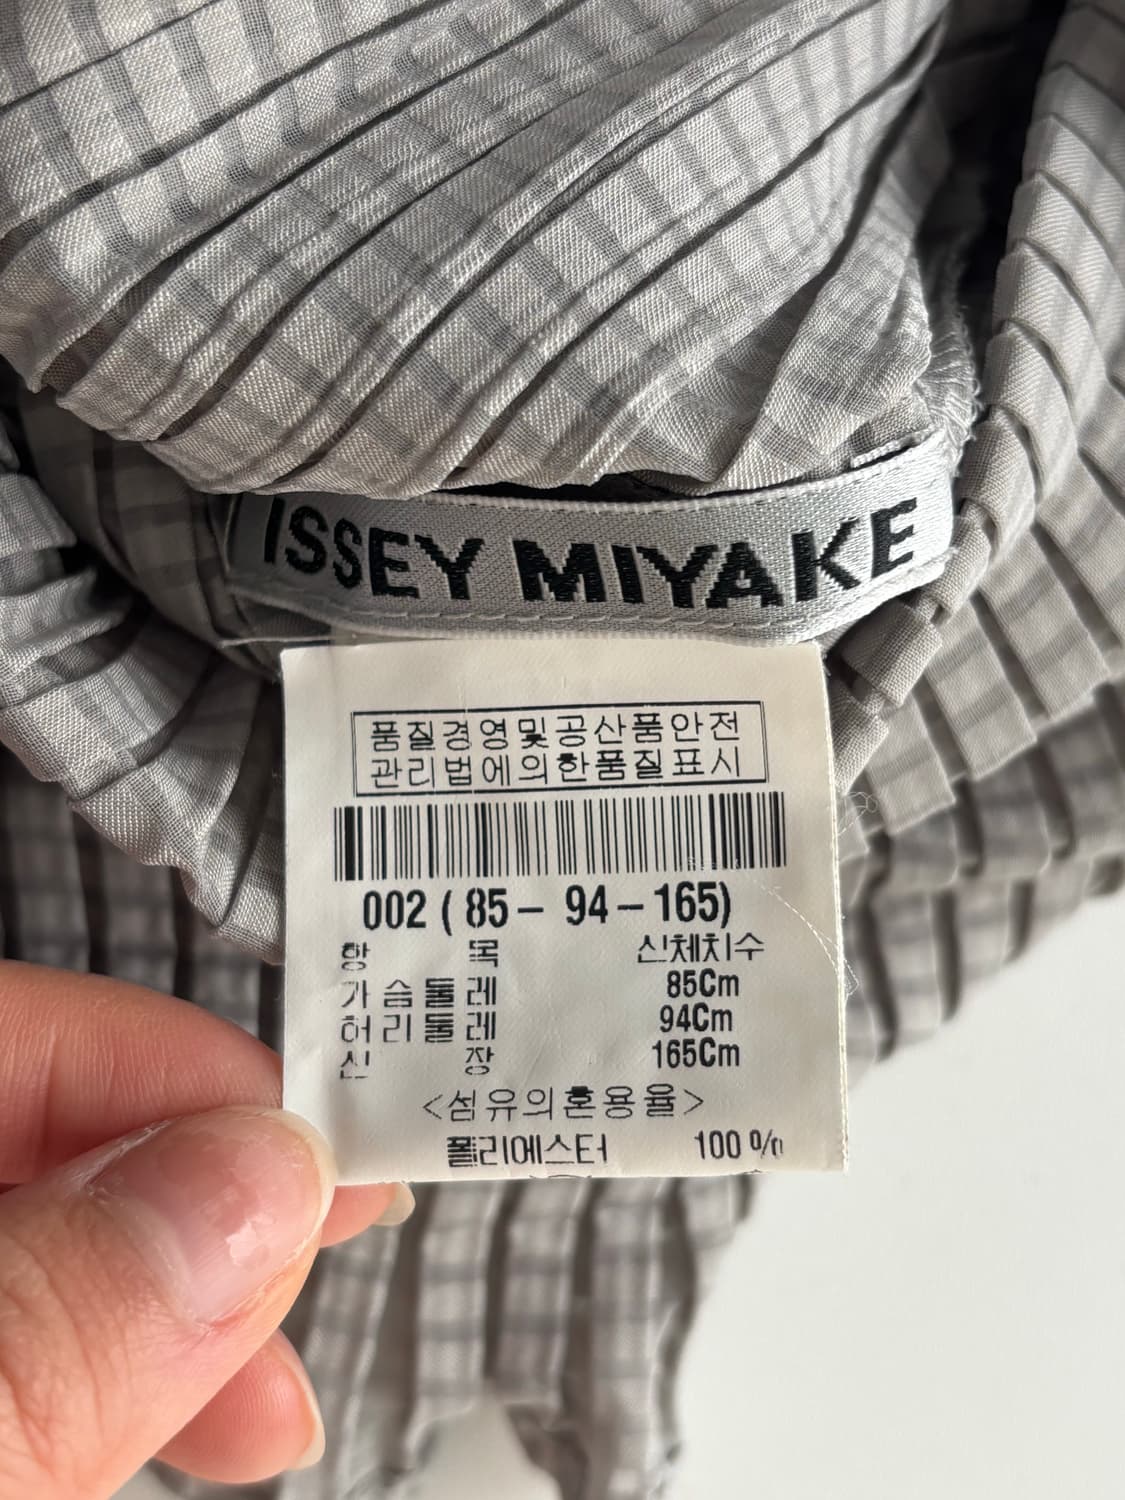 ISSEY MIYAKE
품질경영및공산품안전
관리법에의한품질표시
002 ( 85 - 94 - 165)
항 목 신체치수
가슴둘레 85Cm
허리둘레 94Cm
신 장 165Cm
<섬유의혼용율>
폴리에스터 100 %